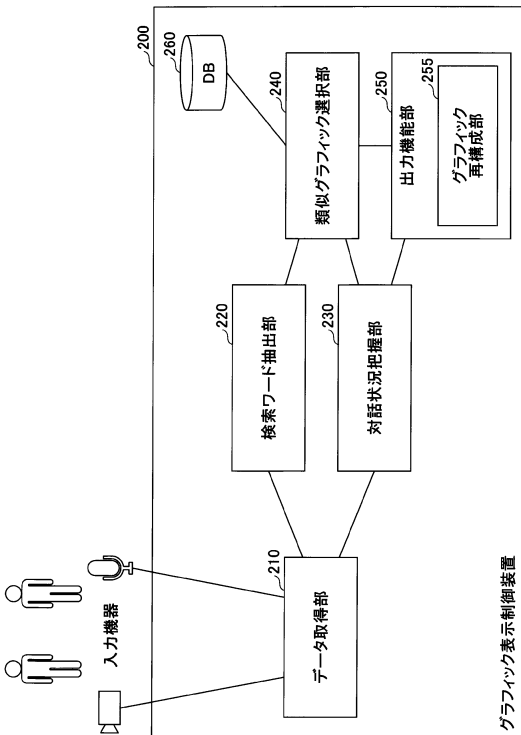 入力機器
グラフィック表示制御装置
200
210
データ取得部
220
検索ワード抽出部
230
対話状況把握部
260
DB
240
類似グラフィック選択部
250
出力機能部
255
グラフィック
再構成部